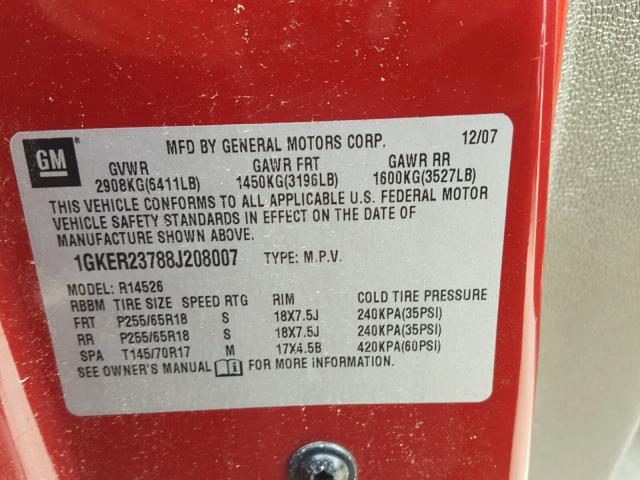 GM ® MFD BY GENERAL MOTORS CORP. 12/07
GVWR GAWR FRT GAWR RR
2908KG(6411LB) 1450KG(3196LB) 1600KG(3527LB)
THIS VEHICLE CONFORMS TO ALL APPLICABLE U.S. FEDERAL MOTOR
VEHICLE SAFETY STANDARDS IN EFFECT ON THE DATE OF
MANUFACTURE SHOWN ABOVE.
1GKER23788J208007 TYPE: M.P.V.
MODEL: R14526
RBBM TIRE SIZE SPEED RTG RIM COLD TIRE PRESSURE
FRT P255/65R18 S 18X7.5J 240KPA(35PSI)
RR P255/65R18 S 18X7.5J 240KPA(35PSI)
SPA T145/70R17 M 17X4.5B 420KPA(60PSI)
SEE OWNER'S MANUAL i FOR MORE INFORMATION.